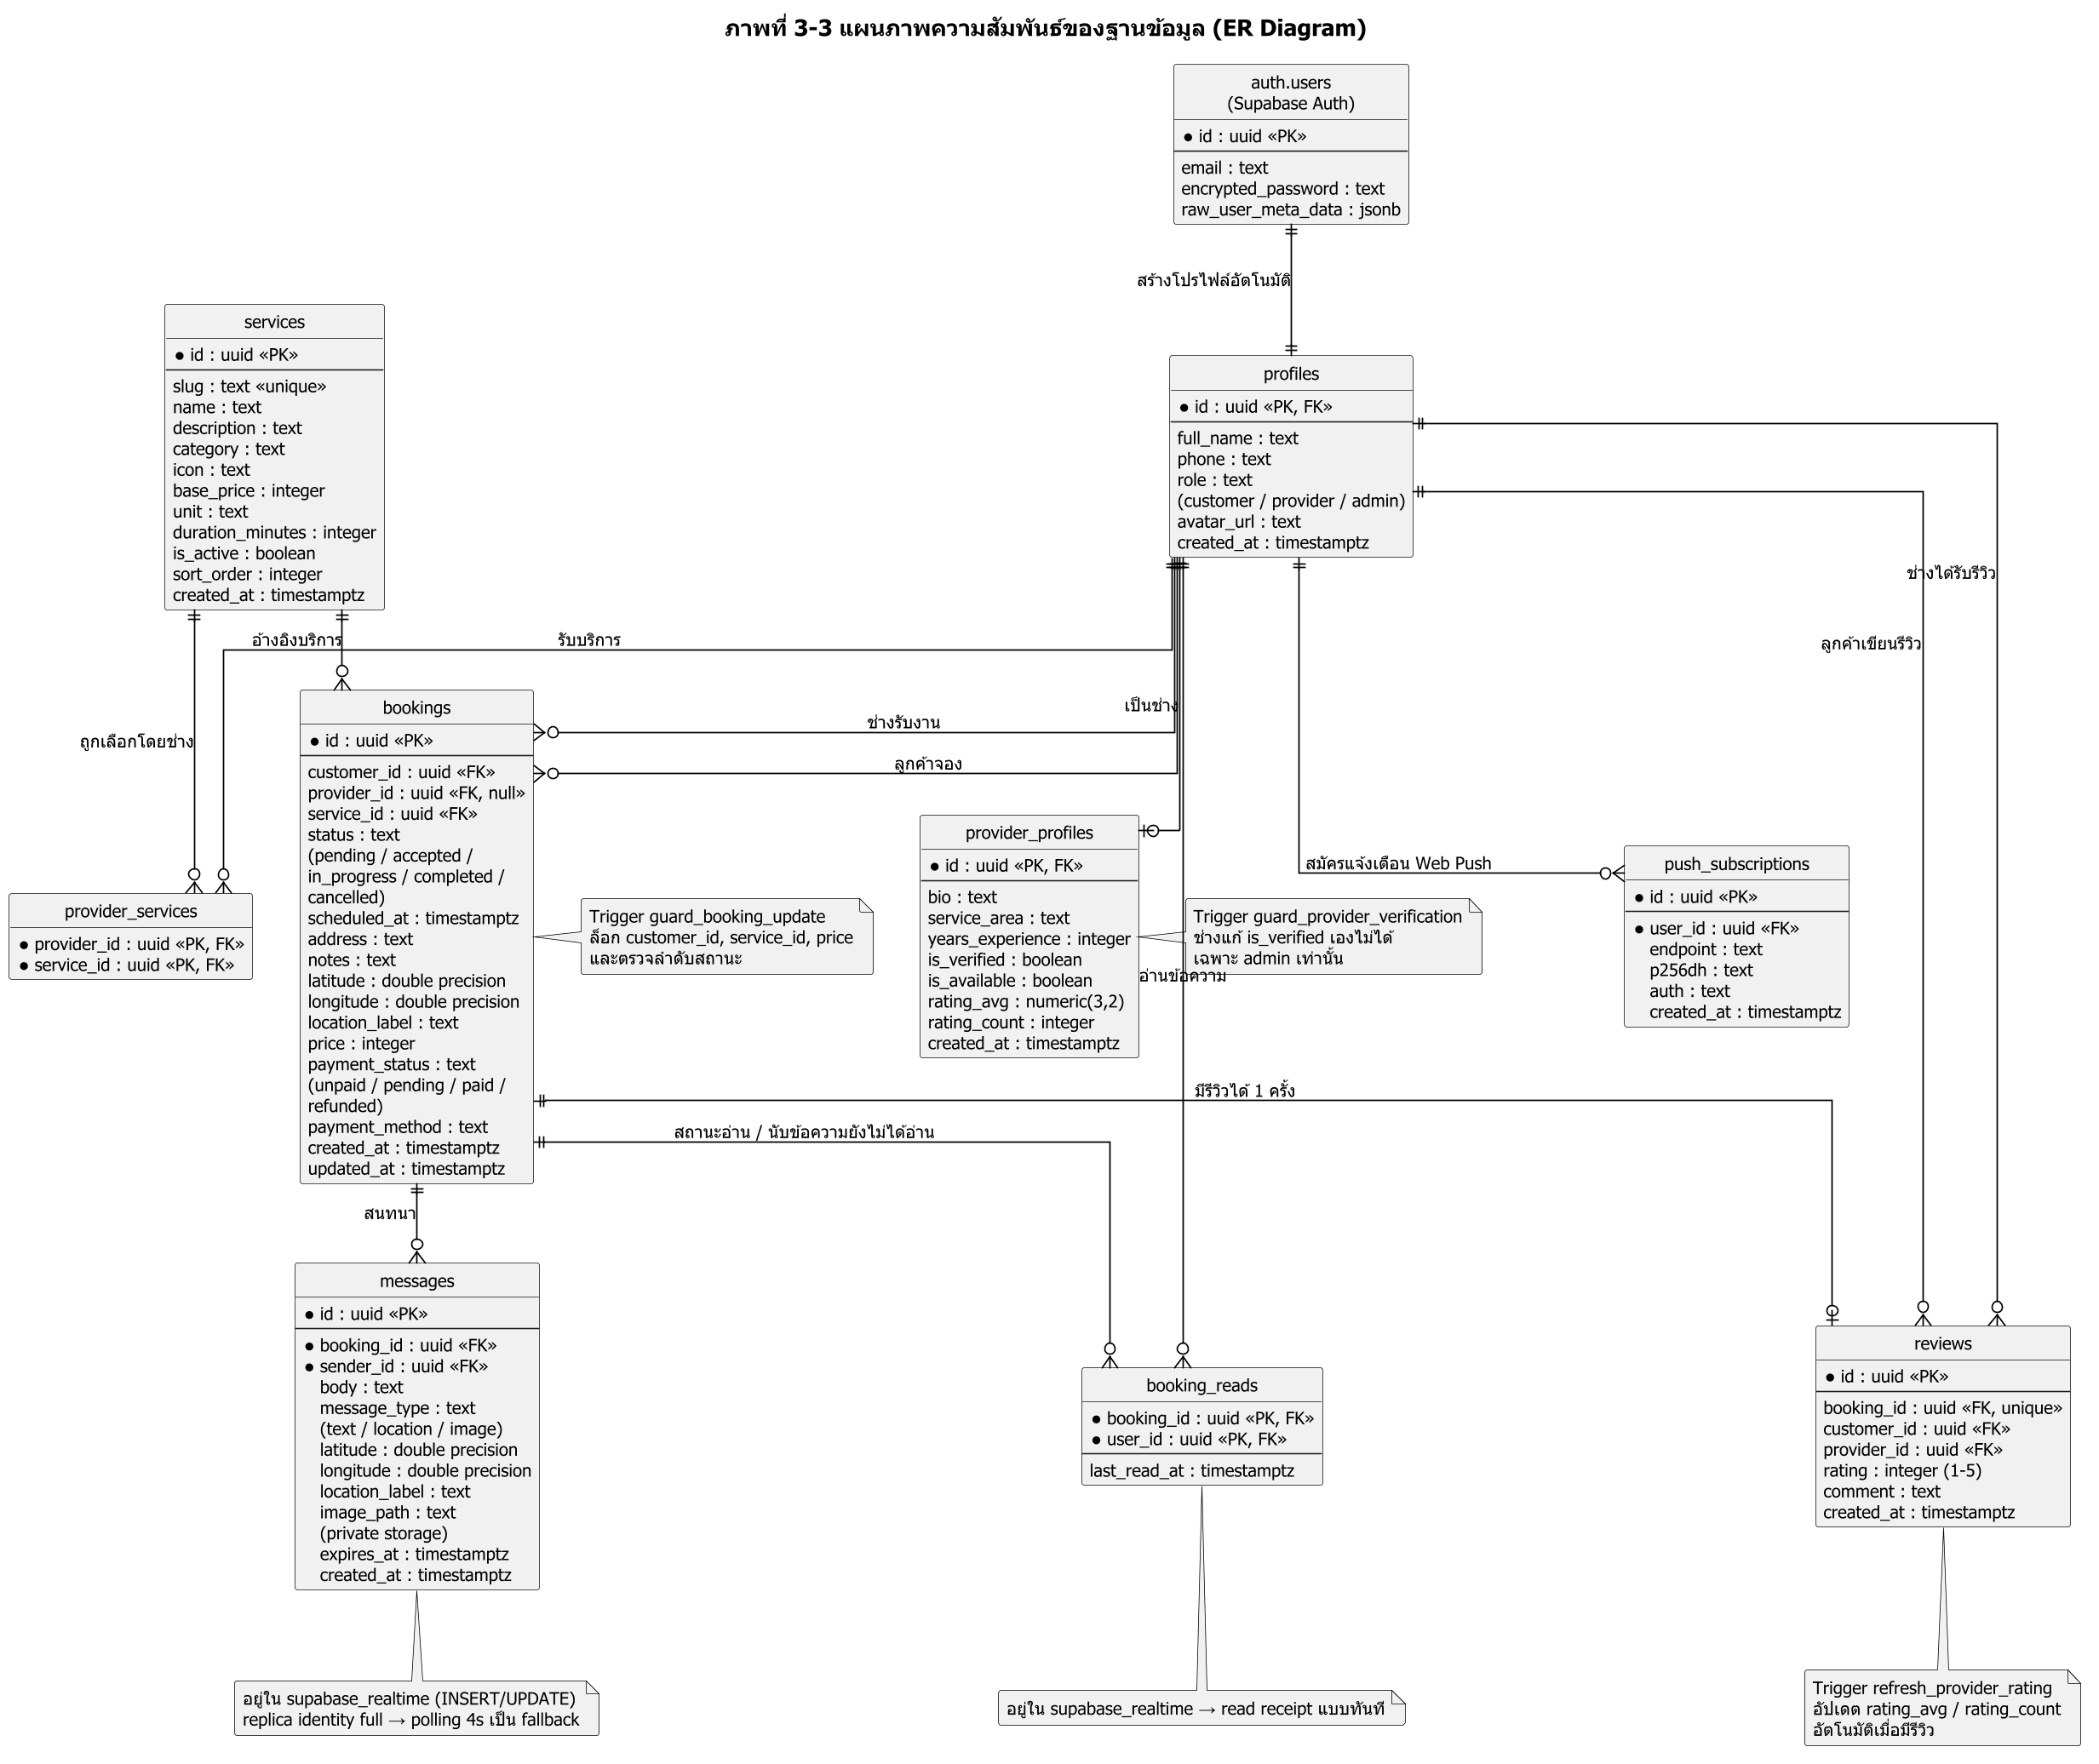 ภาพที่ 3-3 แผนภาพความสัมพันธ์ของฐานข้อมูล (ER Diagram)
auth.users
(Supabase Auth)
id : uuid «PK»
email : text
encrypted_password : text
raw_user_meta_data : jsonb
สร้างโปรไฟล์อัตโนมัติ
services
id : uuid «PK»
slug : text «unique»
name : text
description : text
category : text
icon : text
base_price : integer
unit : text
duration_minutes : integer
is_active : boolean
sort_order : integer
created_at : timestamptz
profiles
id : uuid «PK, FK»
full_name : text
phone : text
role : text
(customer / provider / admin)
avatar_url : text
created_at : timestamptz
ช่างได้รับรีวิว
ลูกค้าเขียนรีวิว
อ้างอิงบริการ
รับบริการ
ถูกเลือกโดยช่าง
เป็นช่าง
ช่างรับงาน
ลูกค้าจอง
bookings
id : uuid «PK»
customer_id : uuid «FK»
provider_id : uuid «FK, null»
service_id : uuid «FK»
status : text
(pending / accepted /
in_progress / completed /
cancelled)
scheduled_at : timestamptz
address : text
notes : text
latitude : double precision
longitude : double precision
location_label : text
price : integer
payment_status : text
(unpaid / pending / paid /
refunded)
payment_method : text
created_at : timestamptz
updated_at : timestamptz
provider_services
provider_id : uuid «PK, FK»
service_id : uuid «PK, FK»
Trigger guard_booking_update
ล็อก customer_id, service_id, price
และตรวจลำดับสถานะ
provider_profiles
id : uuid «PK, FK»
bio : text
service_area : text
years_experience : integer
is_verified : boolean
is_available : boolean
rating_avg : numeric(3,2)
rating_count : integer
created_at : timestamptz
Trigger guard_provider_verification
ช่างแก้ is_verified เองไม่ได้
เฉพาะ admin เท่านั้น
อ่านข้อความ
สมัครแจ้งเตือน Web Push
push_subscriptions
id : uuid «PK»
user_id : uuid «FK»
endpoint : text
p256dh : text
auth : text
created_at : timestamptz
มีรีวิวได้ 1 ครั้ง
สถานะอ่าน / นับข้อความยังไม่ได้อ่าน
สนทนา
messages
id : uuid «PK»
booking_id : uuid «FK»
sender_id : uuid «FK»
body : text
message_type : text
(text / location / image)
latitude : double precision
longitude : double precision
location_label : text
image_path : text
(private storage)
expires_at : timestamptz
created_at : timestamptz
booking_reads
booking_id : uuid «PK, FK»
user_id : uuid «PK, FK»
last_read_at : timestamptz
reviews
id : uuid «PK»
booking_id : uuid «FK, unique»
customer_id : uuid «FK»
provider_id : uuid «FK»
rating : integer (1-5)
comment : text
created_at : timestamptz
อยู่ใน supabase_realtime (INSERT/UPDATE)
replica identity full → polling 4s เป็น fallback
อยู่ใน supabase_realtime → read receipt แบบทันที
Trigger refresh_provider_rating
อัปเดต rating_avg / rating_count
อัตโนมัติเมื่อมีรีวิว